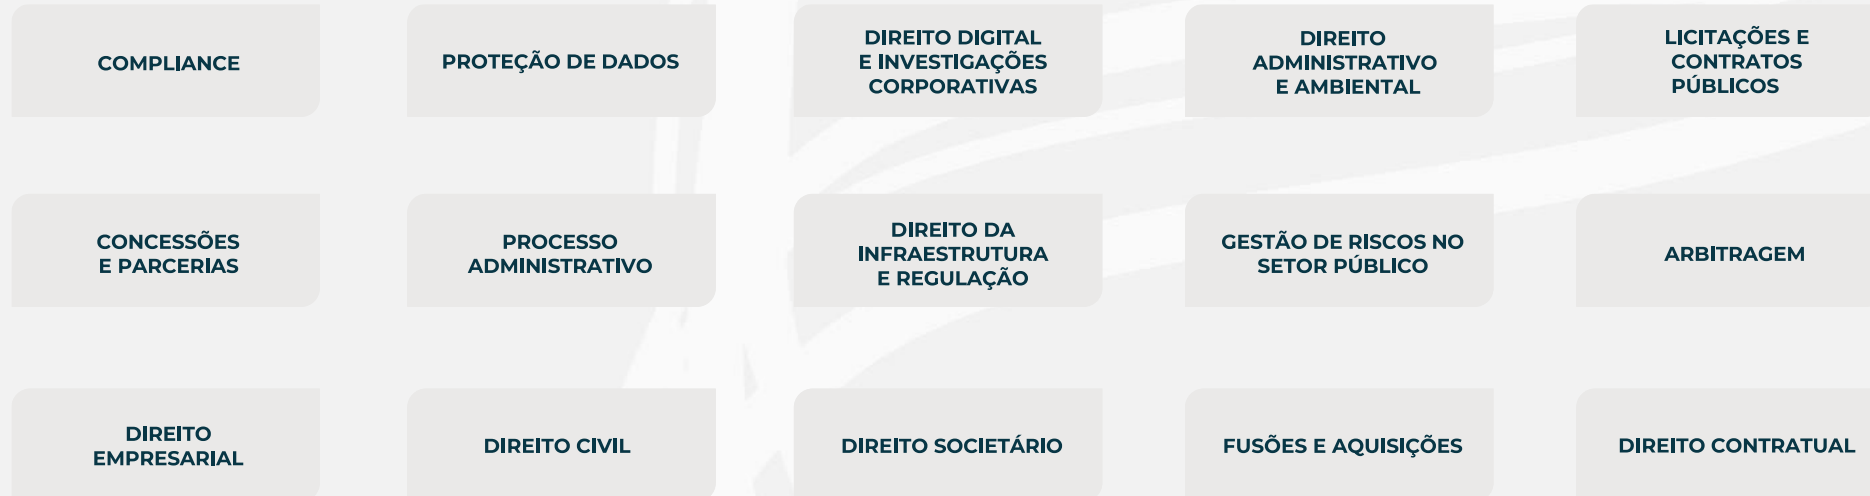 COMPLIANCE
PROTEÇÃO DE DADOS
DIREITO DIGITAL
E INVESTIGAÇÕES
CORPORATIVAS
DIREITO
ADMINISTRATIVO
E AMBIENTAL
LICITAÇÕES E
CONTRATOS
PÚBLICOS
CONCESSÕES
E PARCERIAS
PROCESSO
ADMINISTRATIVO
DIREITO DA
INFRAESTRUTURA
E REGULAÇÃO
GESTÃO DE RISCOS NO
SETOR PÚBLICO
ARBITRAGEM
DIREITO
EMPRESARIAL
DIREITO CIVIL
DIREITO SOCIETÁRIO
FUSÕES E AQUISIÇÕES
DIREITO CONTRATUAL